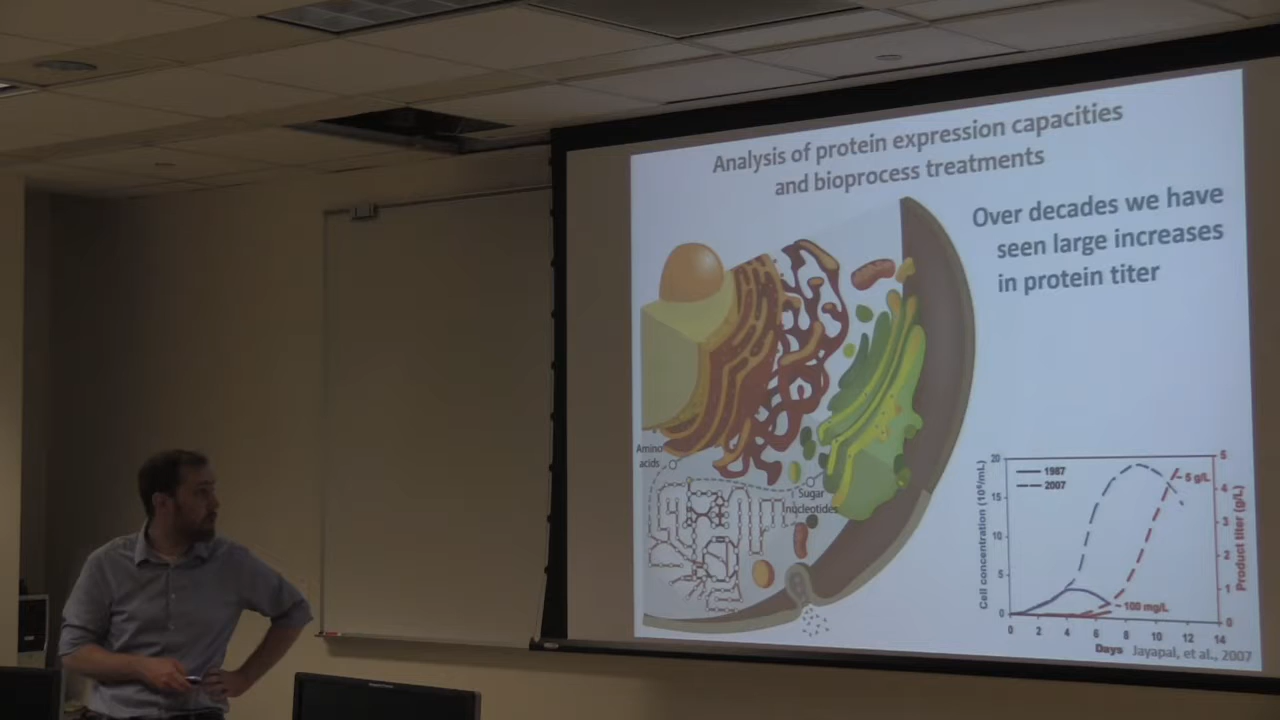 Analysis of protein expression capacities
and bioprocess treatments
Over decades we have
seen large increases
in protein titer
Amino
acids
Sugar
nucleotides
Cell concentration (10⁶/mL)
20
15
10
5
0
1987
2007
~ 5 g/L
~ 100 mg/L
5
4
3
2
1
0
Product titer (g/L)
0 2 4 6 8 10 12 14
Days
Jayapal, et al., 2007